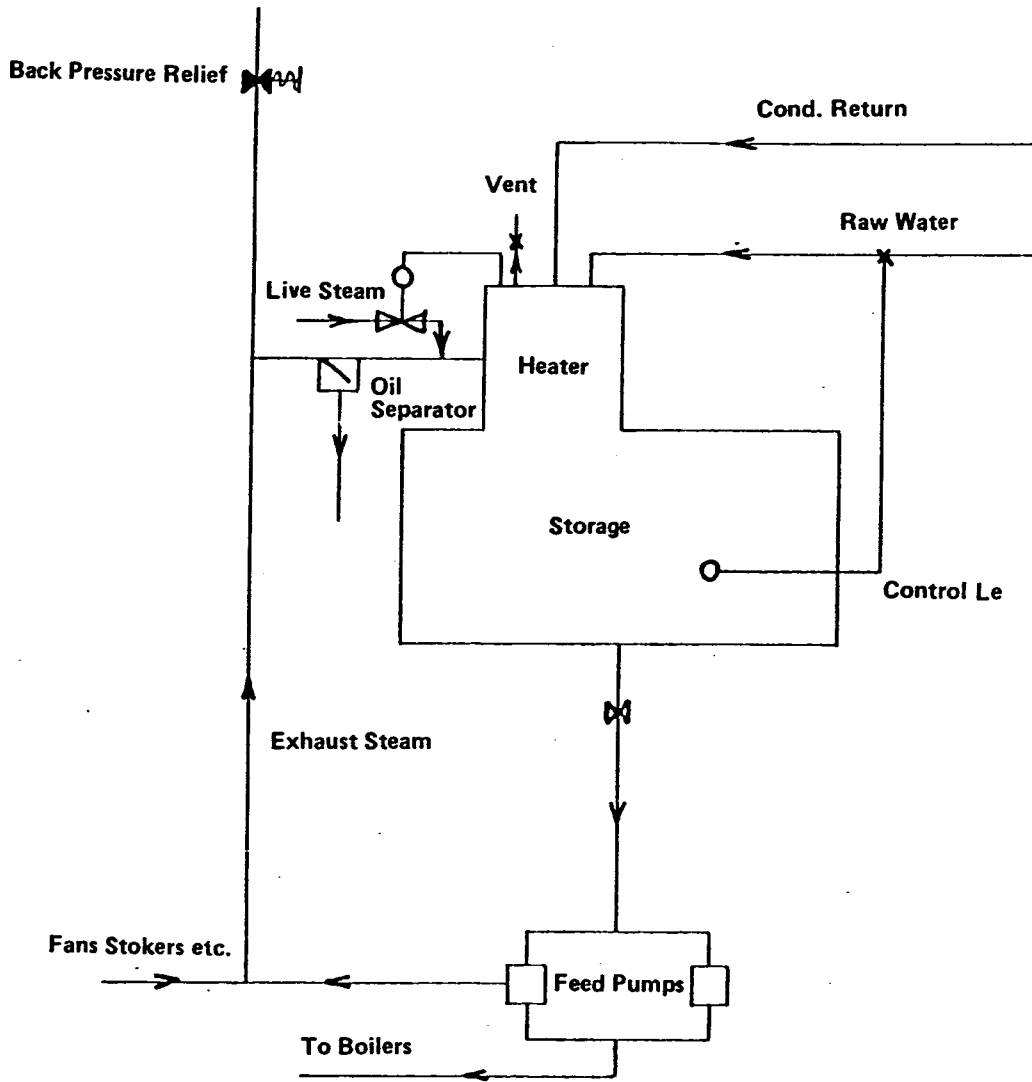 Back Pressure Relief
Cond. Return
Vent
Raw Water
Live Steam
Heater
Oil
Separator
Storage
Control Le
Exhaust Steam
Fans Stokers etc.
Feed Pumps
To Boilers